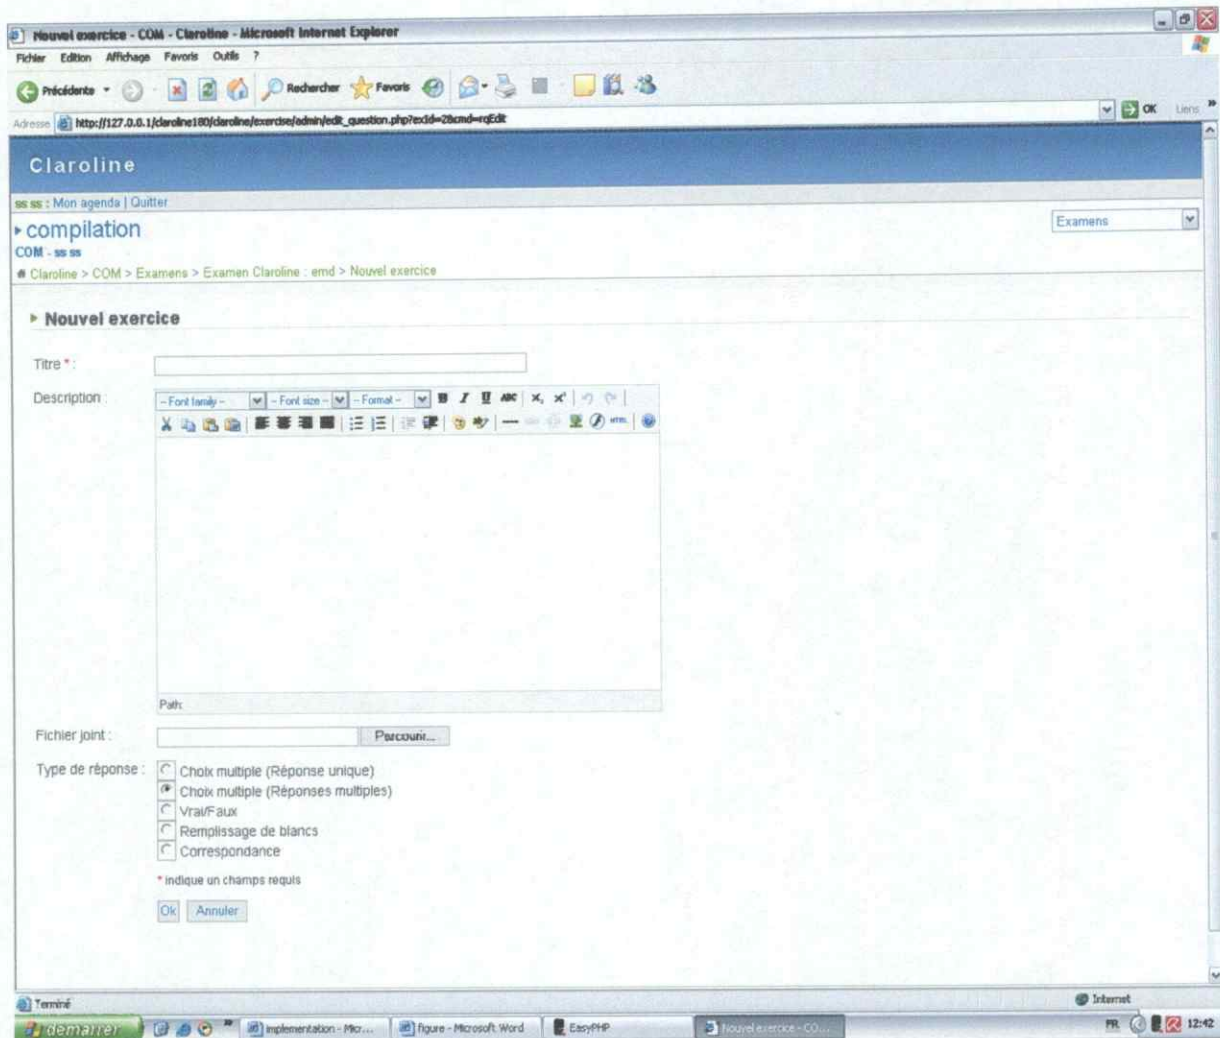 Nouvel exercice - COM - Claroline - Microsoft Internet Explorer
Fichier Edition Affichage Favoris Outils ?
Précédente Rechercher Favoris
Adresse http://127.0.0.1/claroline180/claroline/exercise/admin/edit_question.php?exId=2&cmd=rqEdit OK Liens »
Claroline
ss ss : Mon agenda | Quitter
compilation
Examens
COM - ss ss
Claroline > COM > Examens > Examen Claroline : emd > Nouvel exercice
Nouvel exercice
Titre * :
Description :
-- Font family -- -- Font size -- -- Format -- B I U ABC x, x'
HTML
Path:
Fichier joint : Parcourir...
Type de réponse : Choix multiple (Réponse unique)
Choix multiple (Réponses multiples)
Vrai/Faux
Remplissage de blancs
Correspondance
* indique un champs requis
Ok Annuler
Terminé Internet
démarrer » implementation - Micr... figure - Microsoft Word EasyPHP Nouvel exercice - CO... FR 12:42